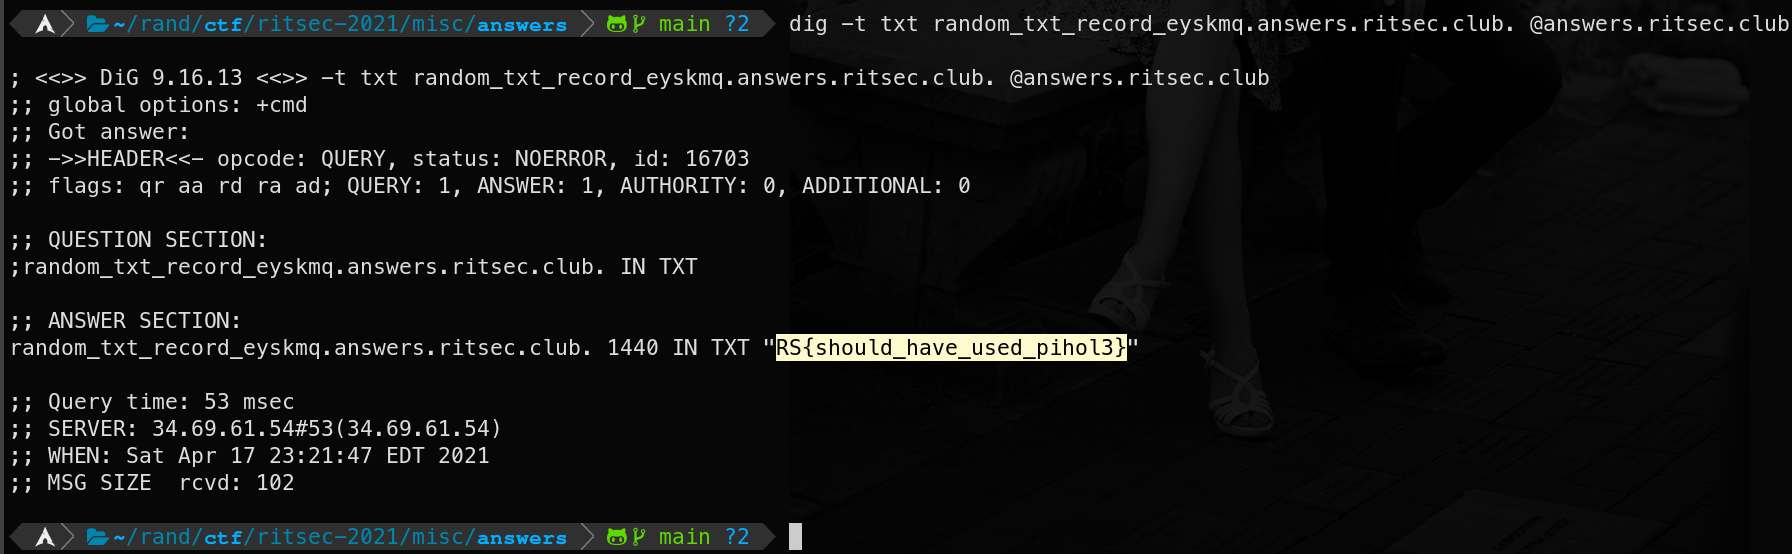 ~/rand/ctf/ritsec-2021/misc/answers main ?2 dig -t txt random_txt_record_eyskmq.answers.ritsec.club. @answers.ritsec.club
; <<>> DiG 9.16.13 <<>> -t txt random_txt_record_eyskmq.answers.ritsec.club. @answers.ritsec.club
;; global options: +cmd
;; Got answer:
;; ->>HEADER<<- opcode: QUERY, status: NOERROR, id: 16703
;; flags: qr aa rd ra ad; QUERY: 1, ANSWER: 1, AUTHORITY: 0, ADDITIONAL: 0
;; QUESTION SECTION:
;random_txt_record_eyskmq.answers.ritsec.club. IN TXT
;; ANSWER SECTION:
random_txt_record_eyskmq.answers.ritsec.club. 1440 IN TXT "RS{should_have_used_pihol3}"
;; Query time: 53 msec
;; SERVER: 34.69.61.54#53(34.69.61.54)
;; WHEN: Sat Apr 17 23:21:47 EDT 2021
;; MSG SIZE  rcvd: 102
~/rand/ctf/ritsec-2021/misc/answers main ?2